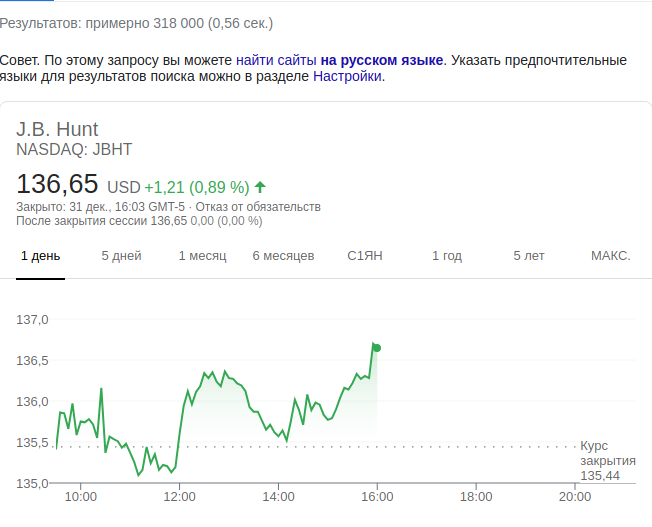 Результатов: примерно 318 000 (0,56 сек.)
Совет. По этому запросу вы можете найти сайты на русском языке. Указать предпочтительные
языки для результатов поиска можно в разделе Настройки.
J.B. Hunt
NASDAQ: JBHT
136,65 USD +1,21 (0,89 %)
Закрыто: 31 дек., 16:03 GMT-5 · Отказ от обязательств
После закрытия сессии 136,65 0,00 (0,00 %)
1 день 5 дней 1 месяц 6 месяцев С1ЯН 1 год 5 лет МАКС.
137,0
136,5
136,0
135,5
135,0
Курс
закрытия
135,44
10:00 12:00 14:00 16:00 18:00 20:00